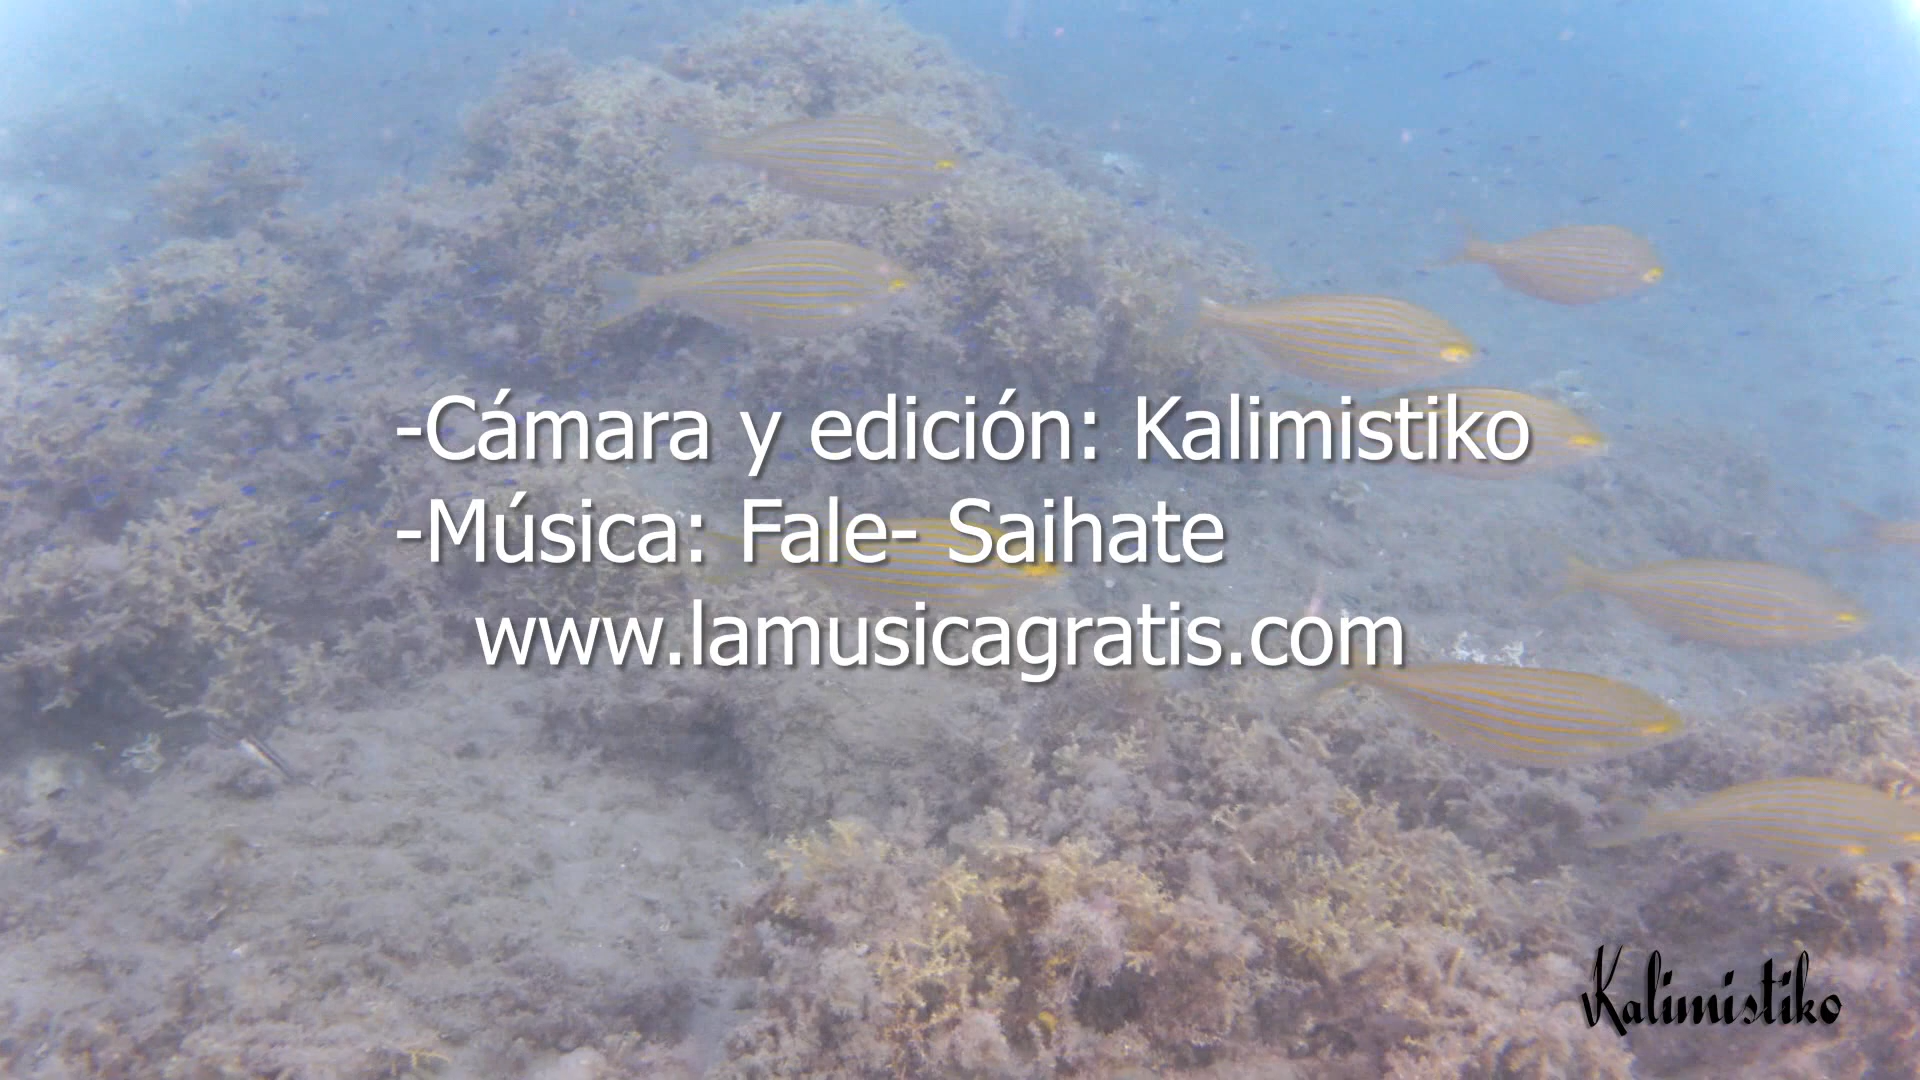 -Cámara y edición: Kalimistiko
-Música: Fale- Saihate
www.lamusicagratis.com
Kalimistiko